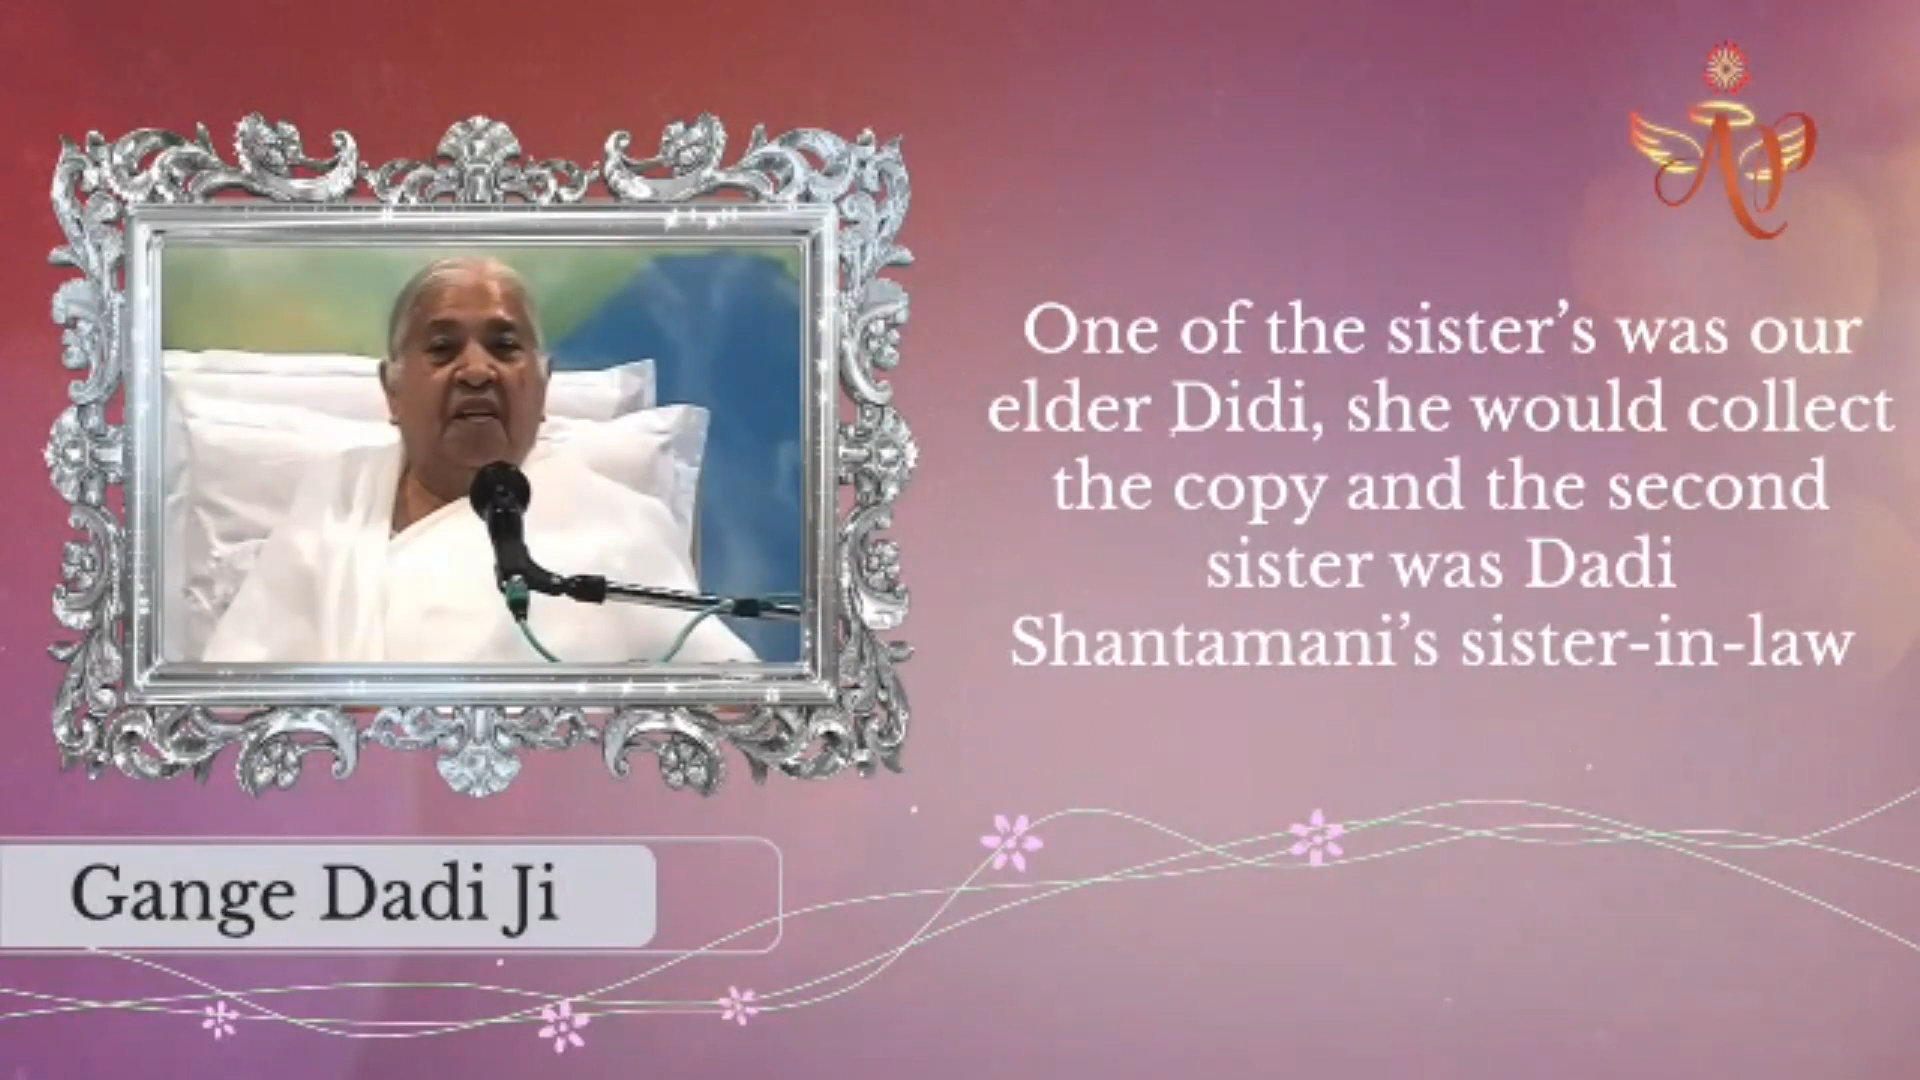 AP
One of the sister’s was our
elder Didi, she would collect
the copy and the second
sister was Dadi
Shantamani’s sister-in-law
Gange Dadi Ji